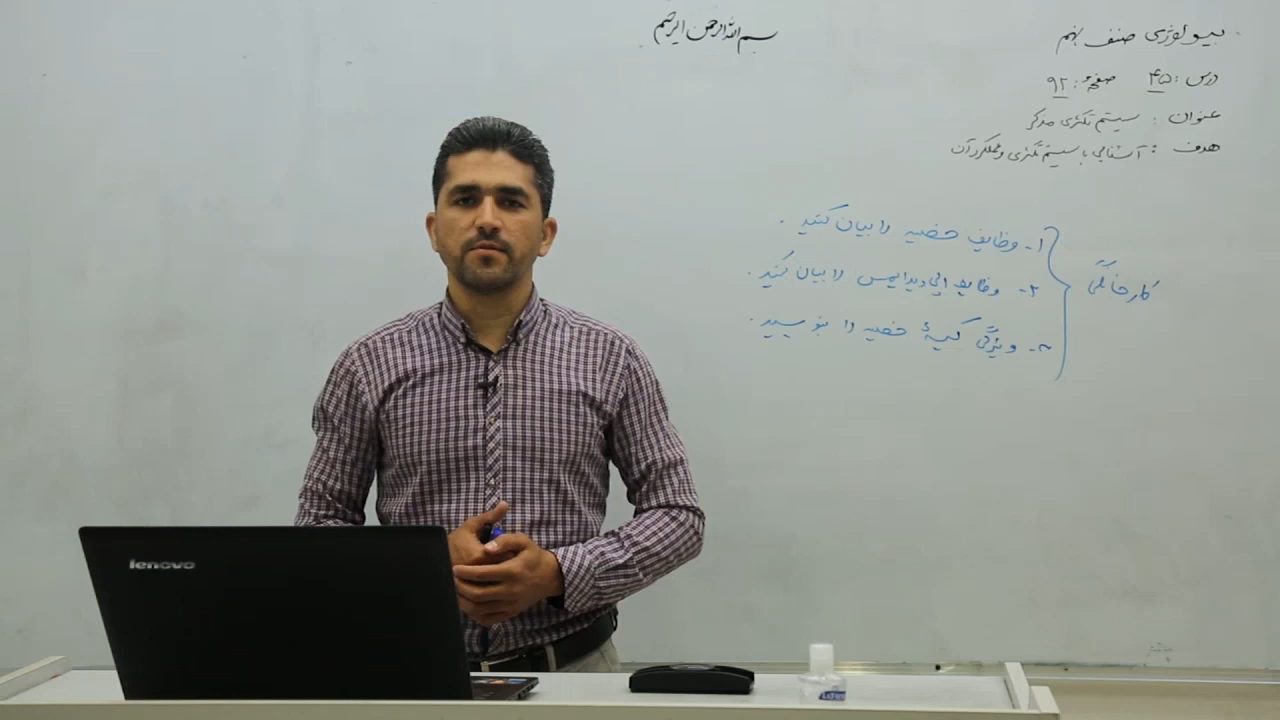 بسم الله الرحمن الرحیم
بیولوژی صنف نهم
درس: ۴۵ صفحه: ۹۲
عنوان: سیستم تکثری مذکر
هدف: آشنایی با سیستم تکثری و عملکرد آن
کارخانگی
۱- وظایف خصیه را بیان کنید.
۲- وظایف اپی دیدایمس را بیان کنید.
۳- ویژگی کیسهٔ خصیه را بنویسید.
lenovo